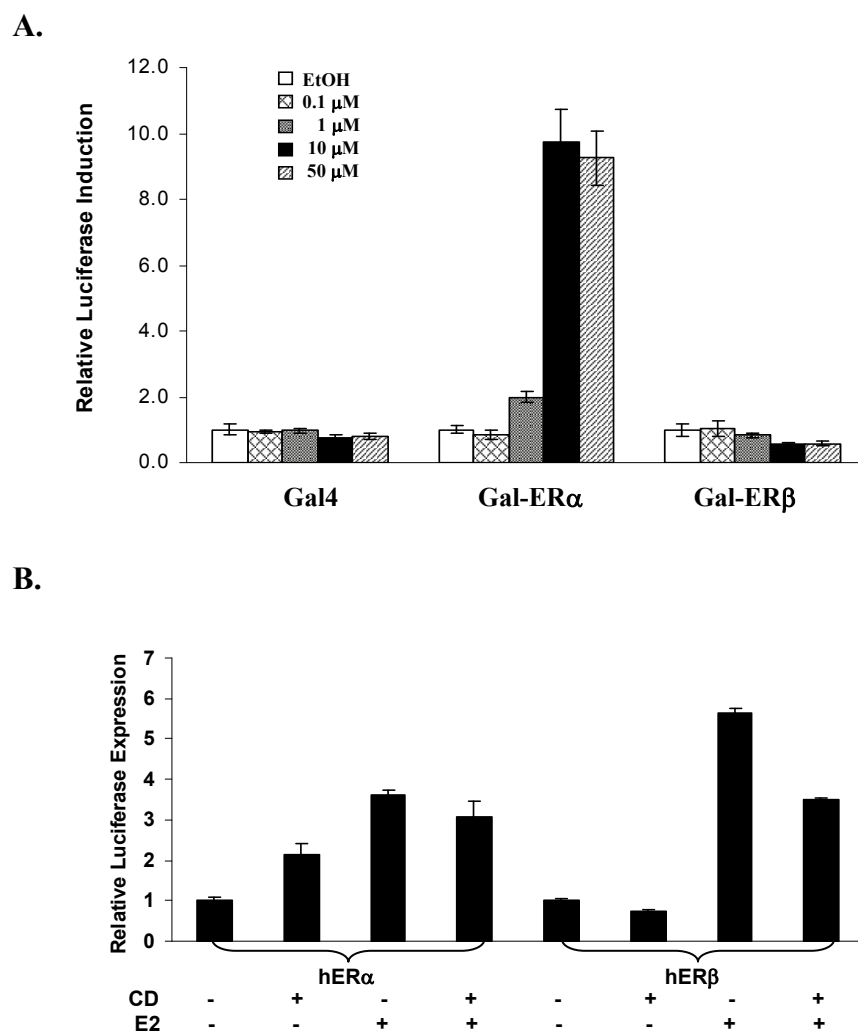 A.
Relative Luciferase Induction
12.0
10.0
8.0
6.0
4.0
2.0
0.0
EtOH
0.1 μM
1 μM
10 μM
50 μM
Gal4
Gal-ERα
Gal-ERβ
B.
Relative Luciferase Expression
7
6
5
4
3
2
1
0
hERα
hERβ
CD - + - + - + - +
E2 - - + + - - + +